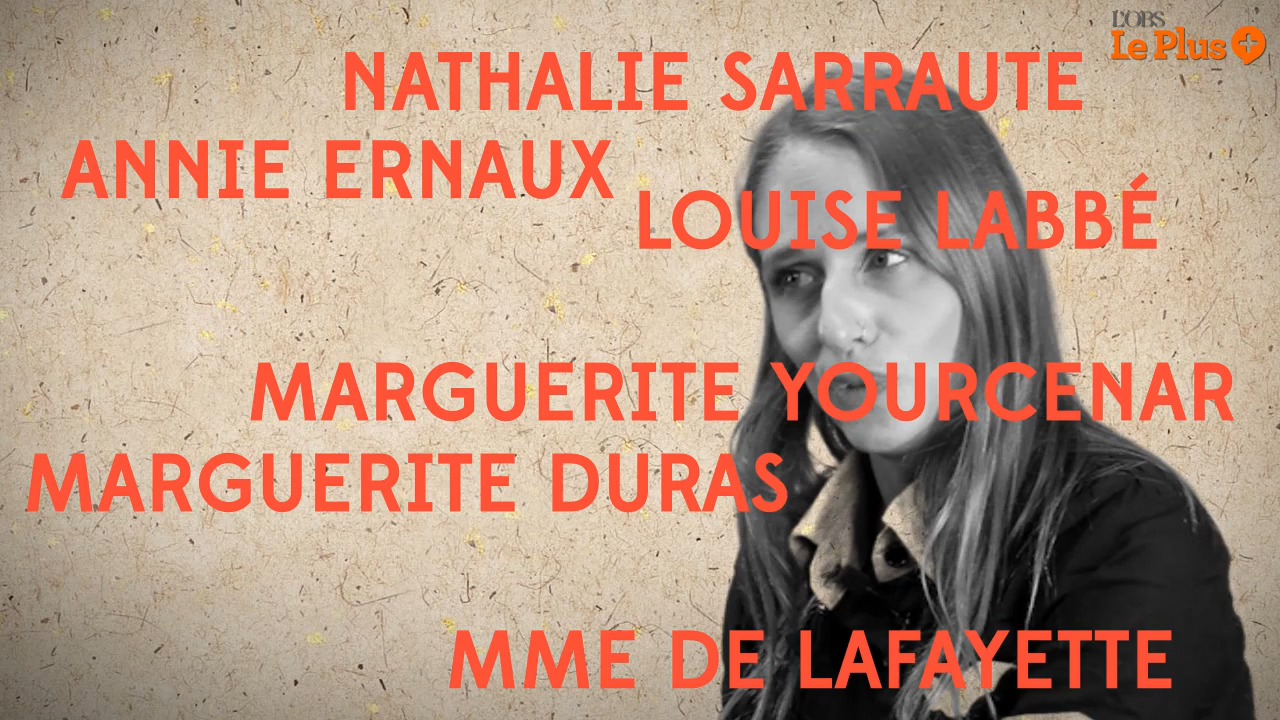 L'OBS
Le Plus +
NATHALIE SARRAUTE
ANNIE ERNAUX
LOUISE LABBÉ
MARGUERITE YOURCENAR
MARGUERITE DURAS
MME DE LAFAYETTE